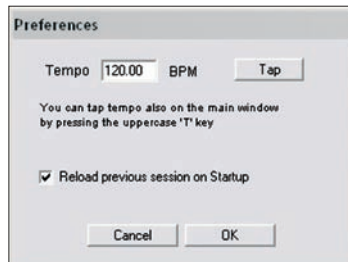 Preferences
Tempo 120.00 BPM Tap
You can tap tempo also on the main window
by pressing the uppercase 'T' key
Reload previous session on Startup
Cancel OK